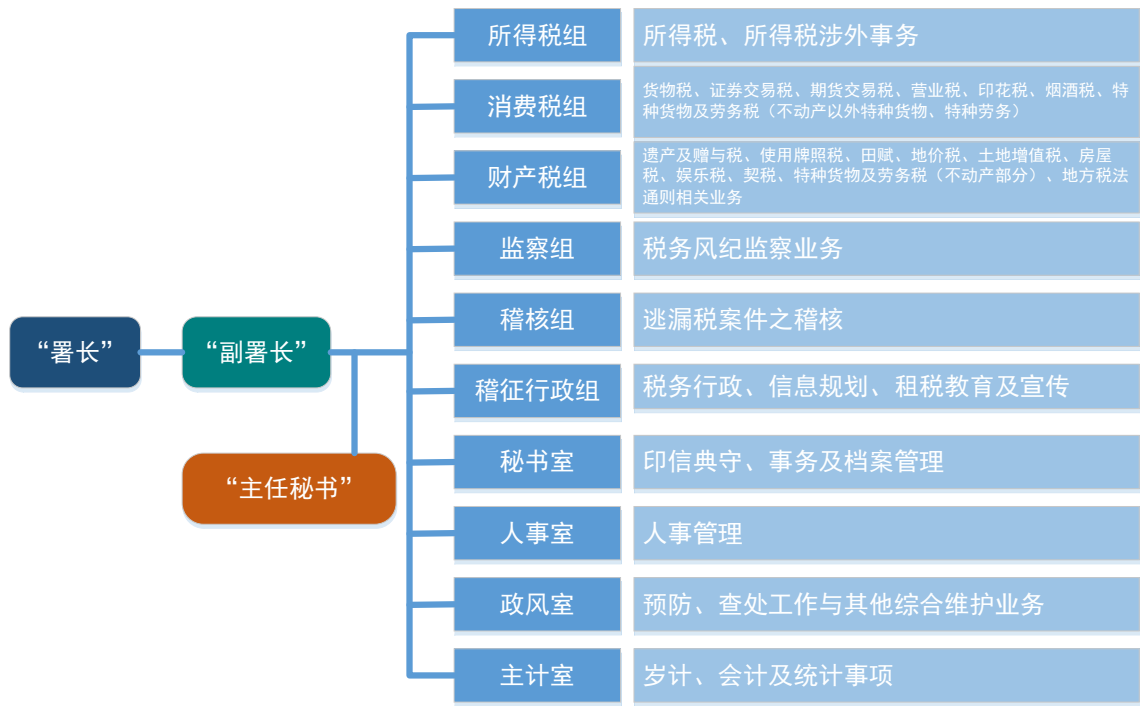 所得税组
所得税、所得税涉外事务
消费税组
货物税、证券交易税、期货交易税、营业税、印花税、烟酒税、特
种货物及劳务税（不动产以外特种货物、特种劳务）
财产税组
遗产及赠与税、使用牌照税、田赋、地价税、土地增值税、房屋
税、娱乐税、契税、特种货物及劳务税（不动产部分）、地方税法
通则相关业务
监察组
税务风纪监察业务
稽核组
逃漏税案件之稽核
“署长”
“副署长”
稽征行政组
税务行政、信息规划、租税教育及宣传
秘书室
印信典守、事务及档案管理
“主任秘书”
人事室
人事管理
政风室
预防、查处工作与其他综合维护业务
主计室
岁计、会计及统计事项